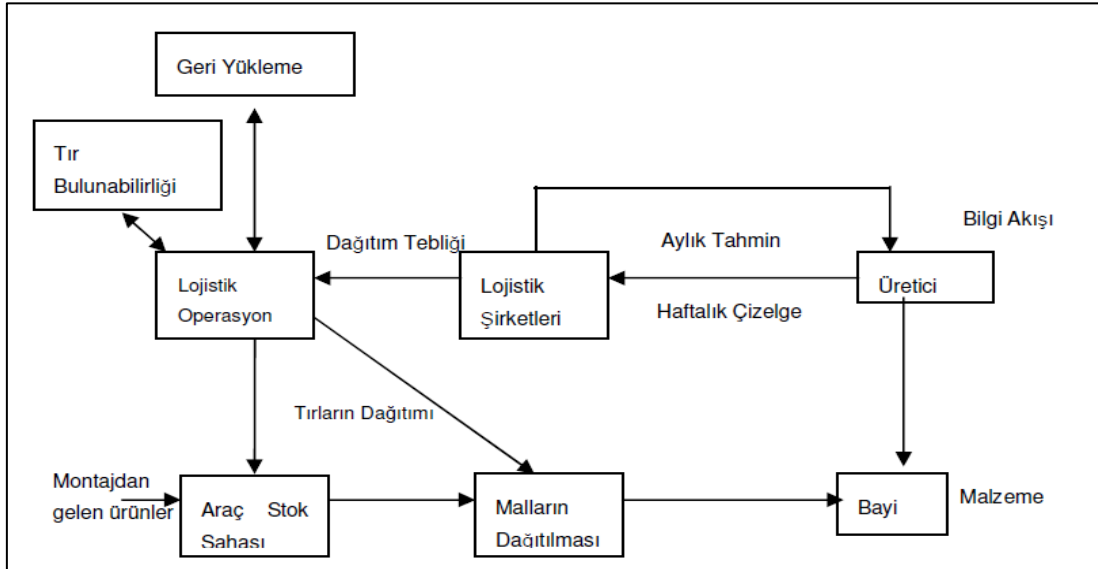 Geri Yükleme
Tır
Bulunabilirliği
Bilgi Akışı
Dağıtım Tebliği
Aylık Tahmin
Lojistik
Operasyon
Lojistik
Şirketleri
Üretici
Haftalık Çizelge
Tırların Dağıtımı
Montajdan
gelen ürünler
Araç Stok
Sahası
Malların
Dağıtılması
Bayi
Malzeme